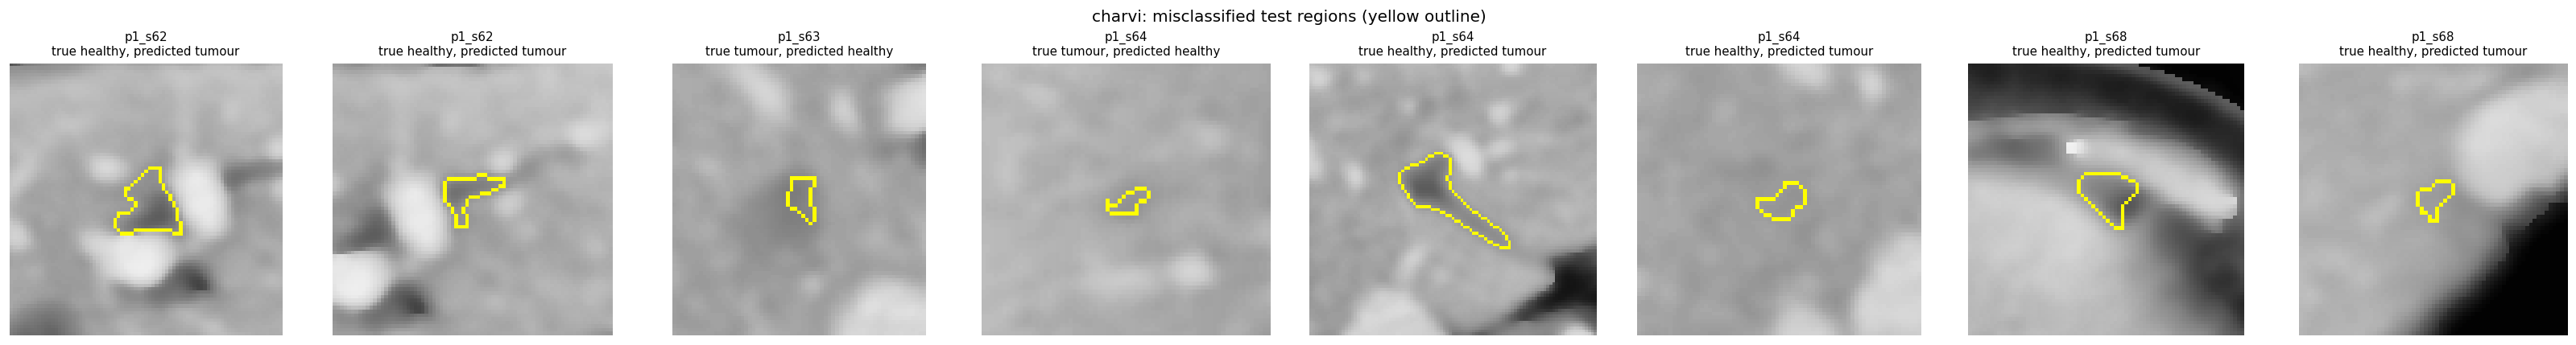 charvi: misclassified test regions (yellow outline)
p1_s62
true healthy, predicted tumour
p1_s62
true healthy, predicted tumour
p1_s63
true tumour, predicted healthy
p1_s64
true tumour, predicted healthy
p1_s64
true healthy, predicted tumour
p1_s64
true healthy, predicted tumour
p1_s68
true healthy, predicted tumour
p1_s68
true healthy, predicted tumour